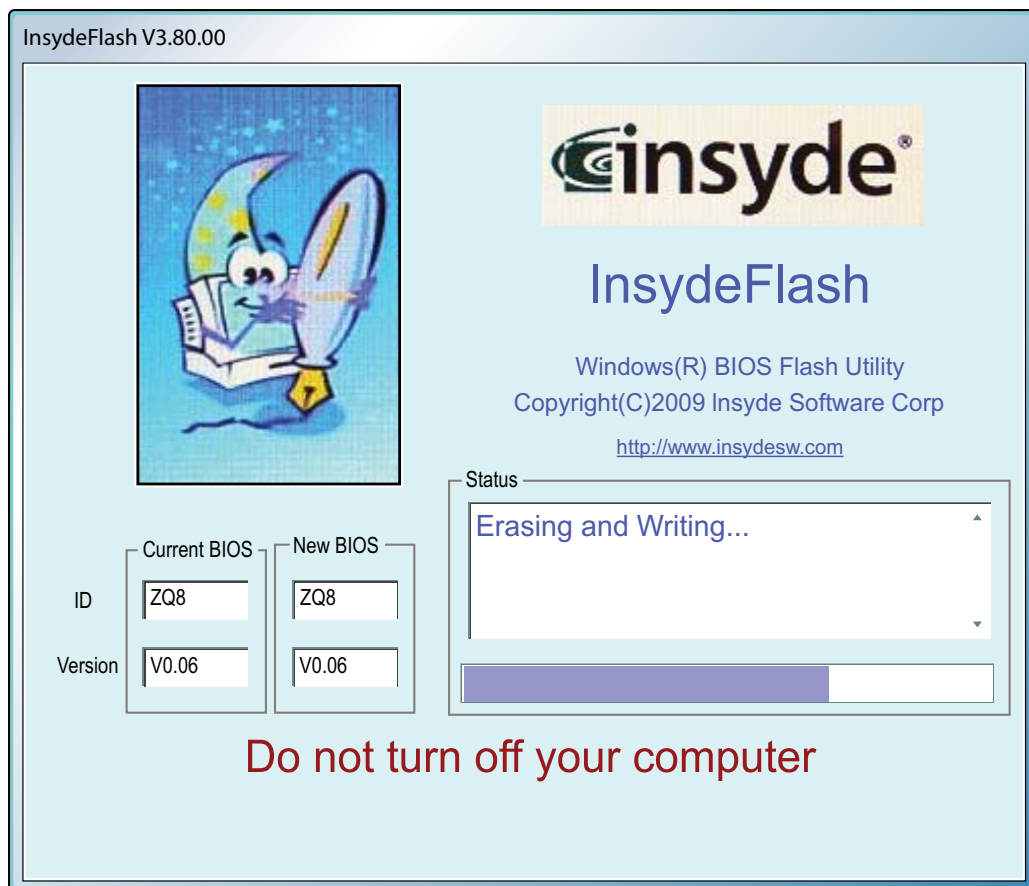 InsydeFlash V3.80.00
insyde®
InsydeFlash
Windows(R) BIOS Flash Utility
Copyright(C)2009 Insyde Software Corp
http://www.insydesw.com
Status
Erasing and Writing...
Current BIOS New BIOS
ID ZQ8 ZQ8
Version V0.06 V0.06
Do not turn off your computer